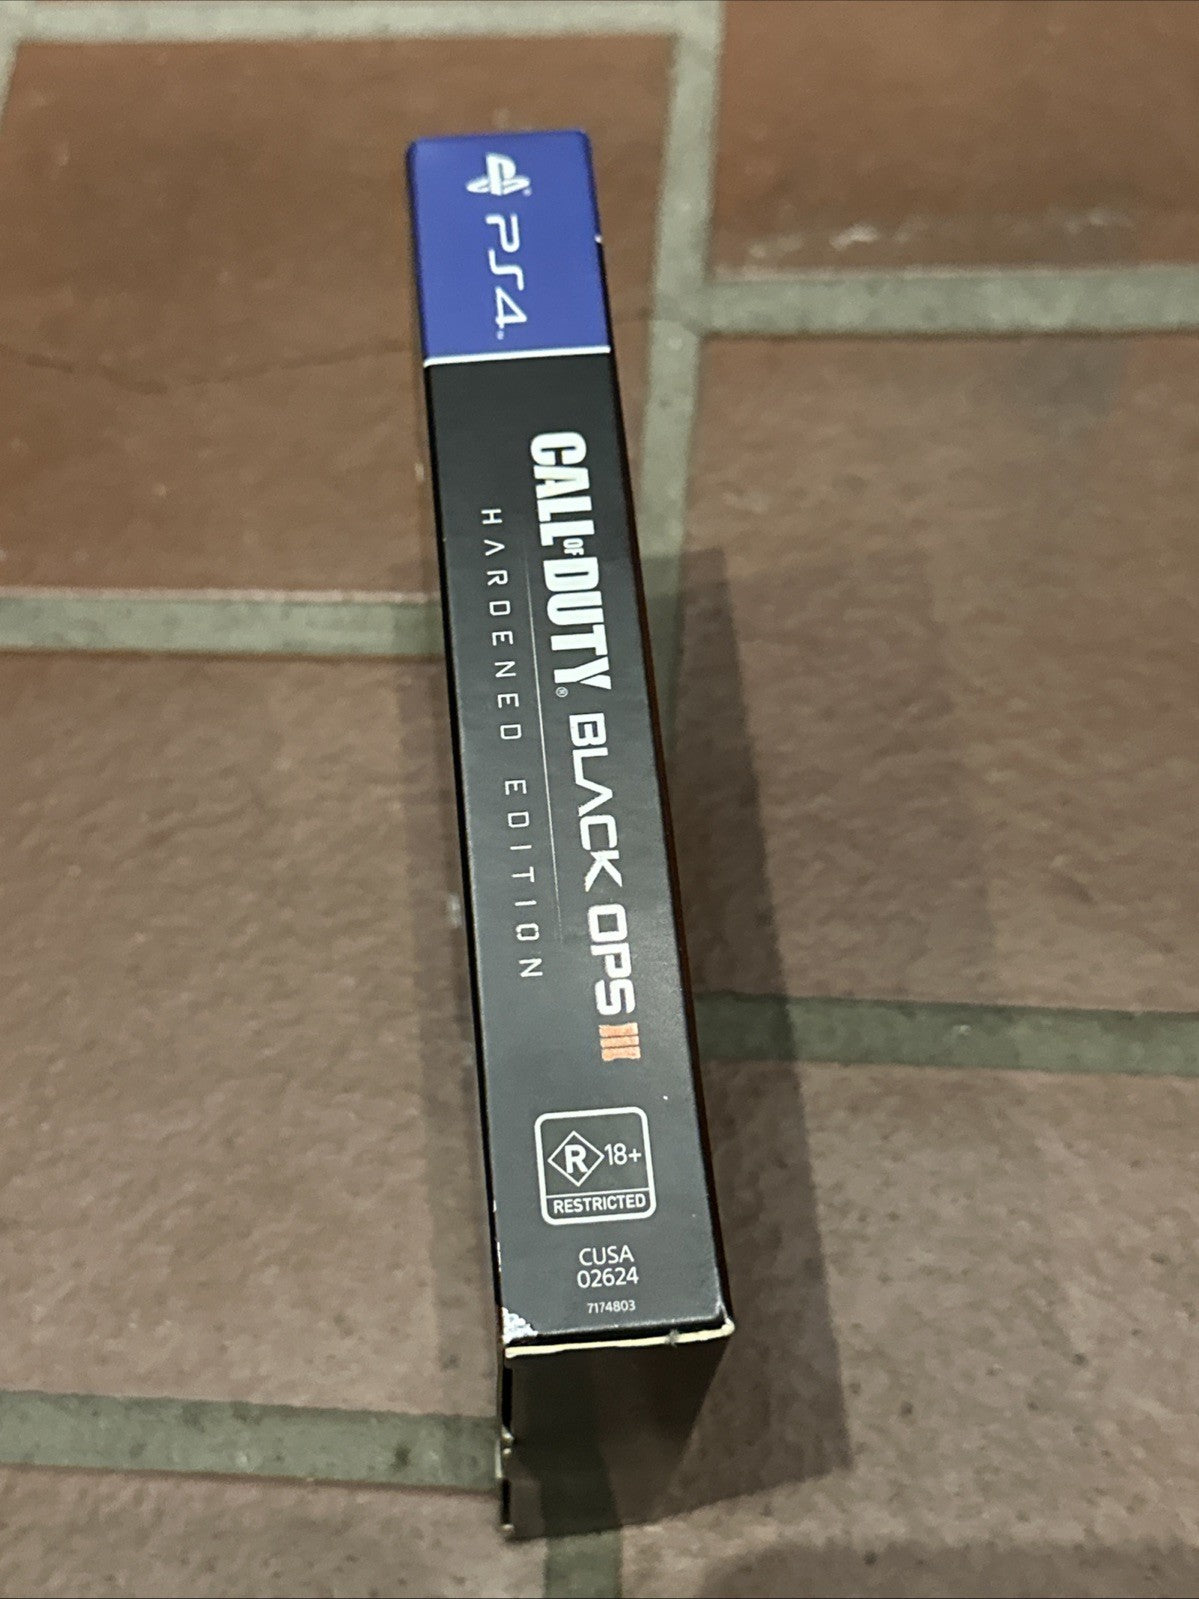 PS4
CALL OF DUTY® BLACK OPS III
HARDENED EDITION
R 18+
RESTRICTED
CUSA
02624
7174803